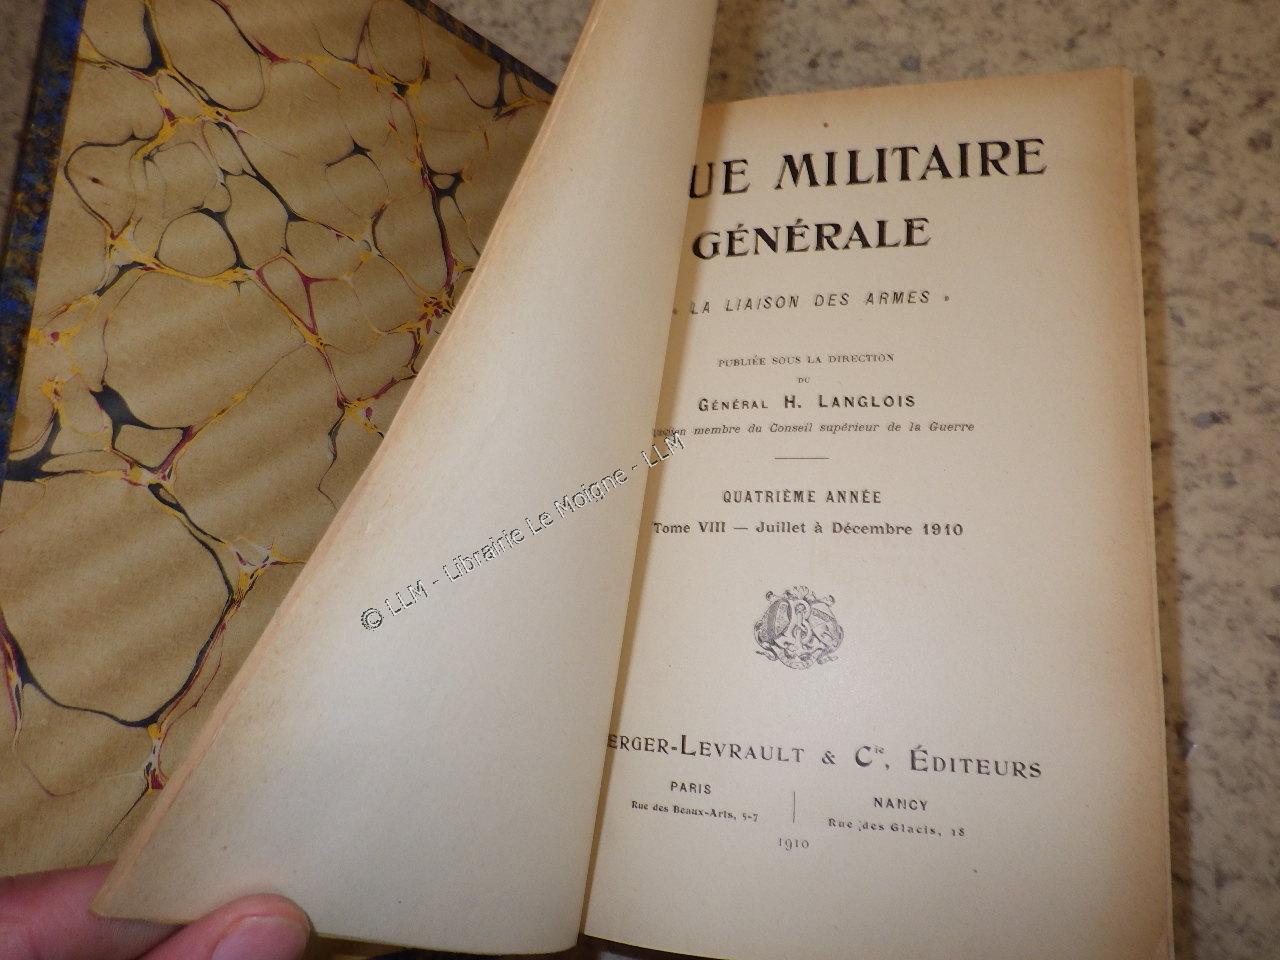 UE MILITAIRE
GÉNÉRALE
« LA LIAISON DES ARMES »
PUBLIÉE SOUS LA DIRECTION
DU
GÉNÉRAL H. LANGLOIS
membre du Conseil supérieur de la Guerre
QUATRIÈME ANNÉE
Tome VIII — Juillet à Décembre 1910
ERGER-LEVRAULT & Cie, ÉDITEURS
PARIS
Rue des Beaux-Arts, 5-7
NANCY
Rue des Glacis, 18
1910
© LLM - Librairie Le Moigne - LLM